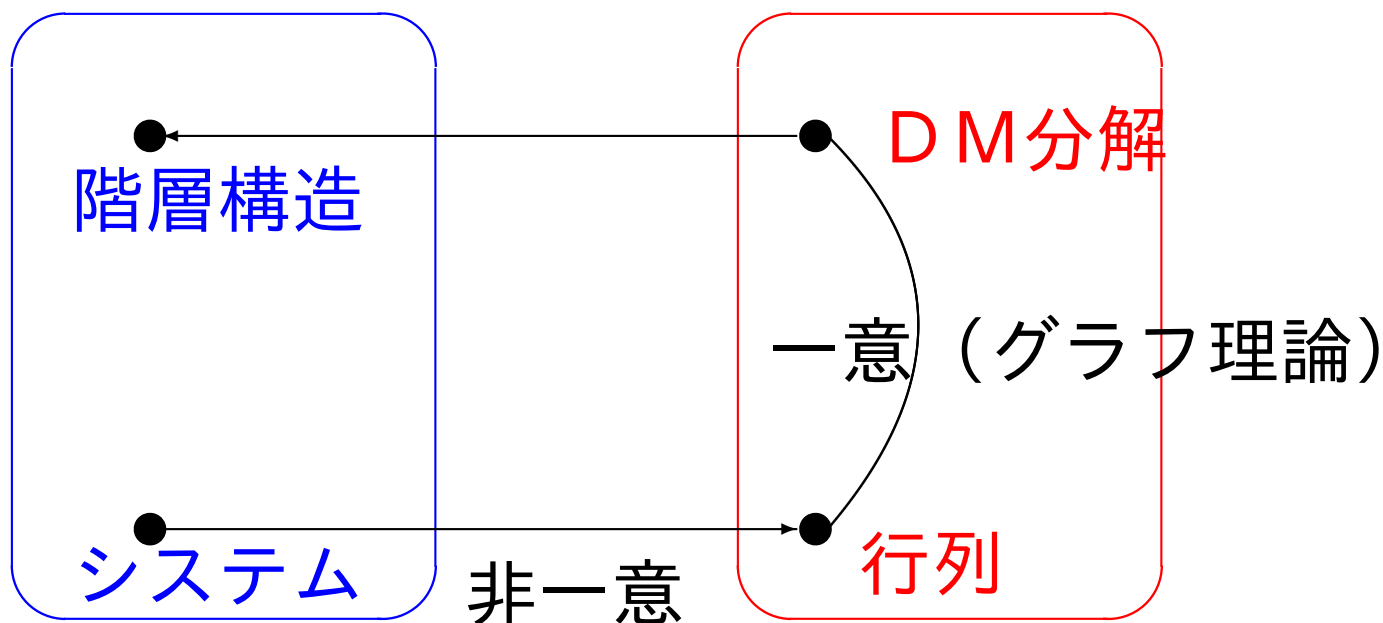 ＤＭ分解
階層構造
一意（グラフ理論）
システム
行列
非一意